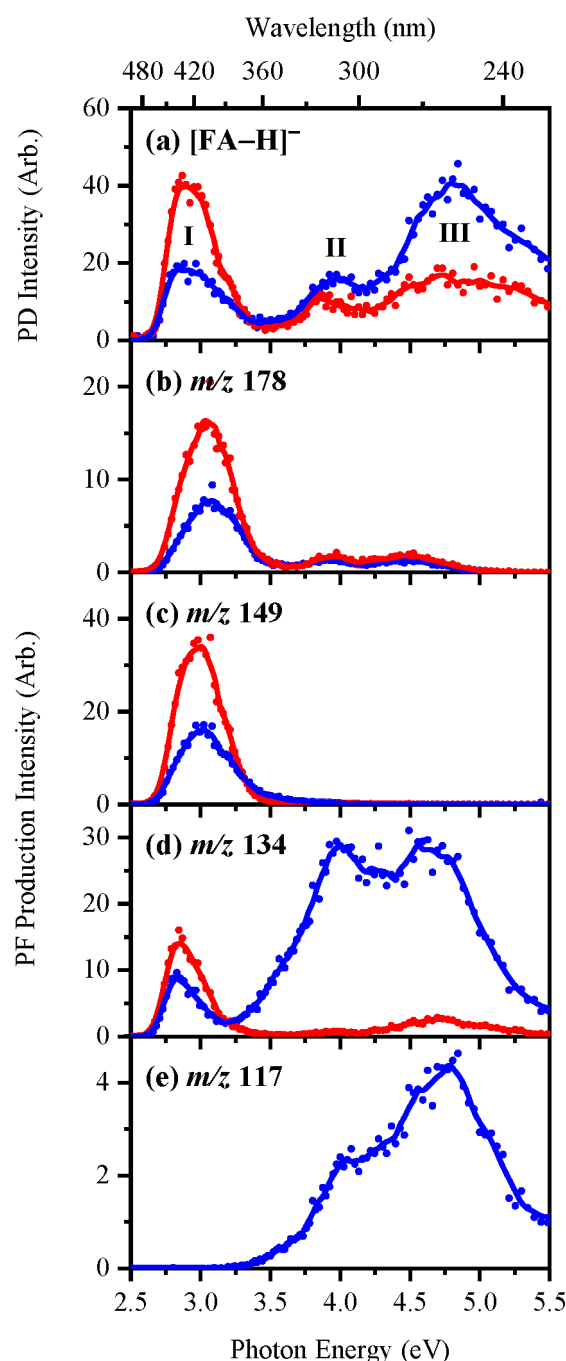 Wavelength (nm)
480 420 360 300 240
60
40
20
0
PD Intensity (Arb.)
(a) [FA–H]⁻
I
II
III
20
10
0
(b) m/z 178
40
20
0
(c) m/z 149
PF Production Intensity (Arb.)
30
20
10
0
(d) m/z 134
4
2
0
(e) m/z 117
2.5 3.0 3.5 4.0 4.5 5.0 5.5
Photon Energy (eV)